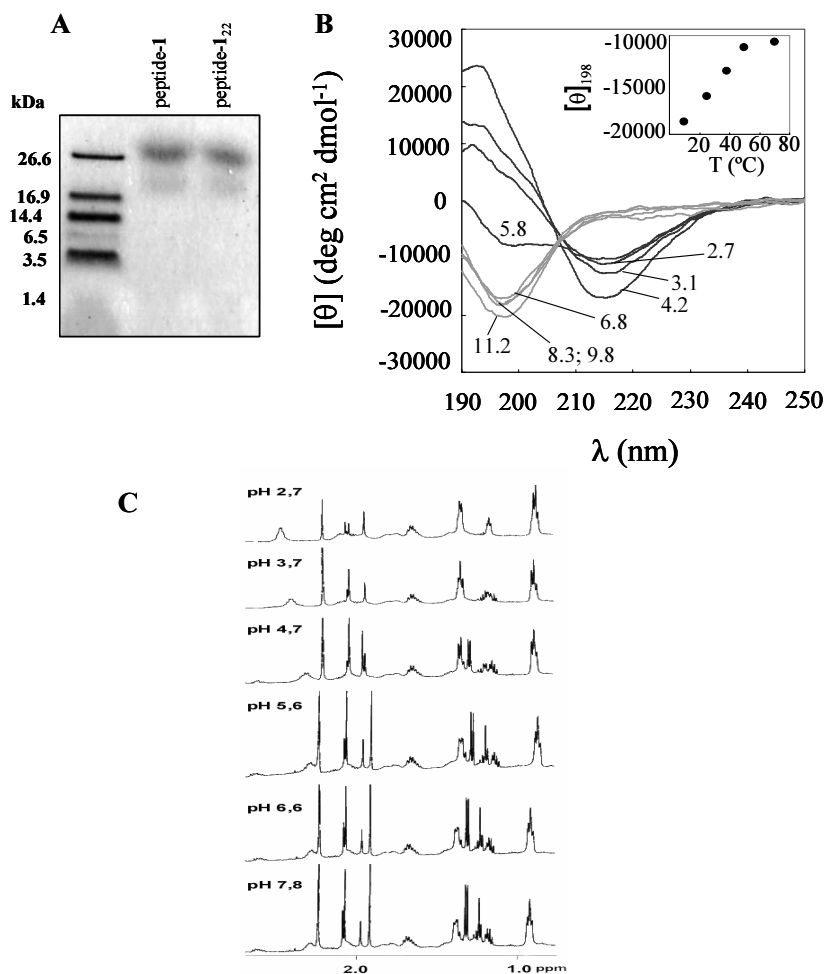 A
peptide-1
peptide-1₂₂
kDa
26.6
16.9
14.4
6.5
3.5
1.4
B
[θ] (deg cm² dmol⁻¹)
30000
20000
10000
0
-10000
-20000
-30000
190 200 210 220 230 240 250
λ (nm)
5.8
2.7
3.1
4.2
6.8
8.3; 9.8
11.2
[θ]₁₉₈
-10000
-15000
-20000
20 40 60 80
T (ºC)
C
pH 2,7
pH 3,7
pH 4,7
pH 5,6
pH 6,6
pH 7,8
2.0 1.0 ppm